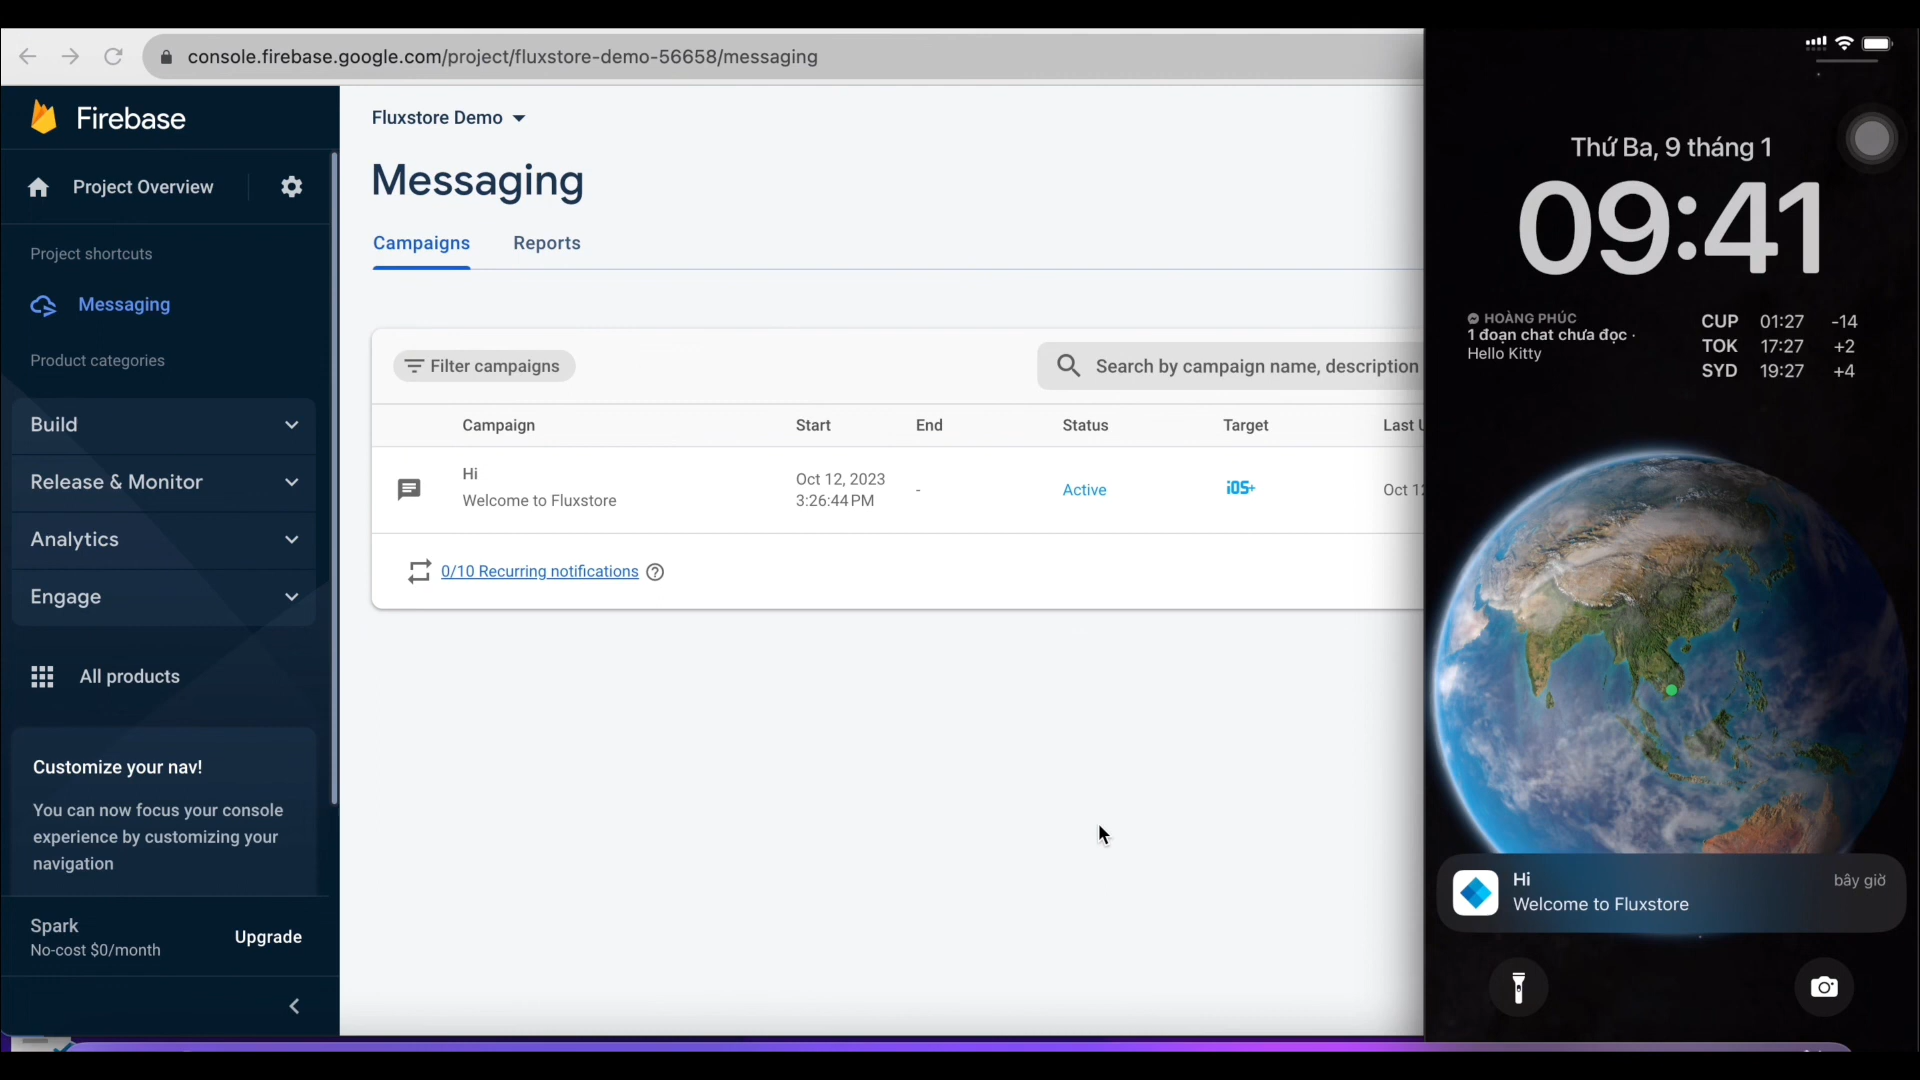 console.firebase.google.com/project/fluxstore-demo-56658/messaging
Firebase
Project Overview
Project shortcuts
Messaging
Product categories
Build
Release & Monitor
Analytics
Engage
All products
Customize your nav!
You can now focus your console
experience by customizing your
navigation
Spark
No-cost $0/month
Upgrade
Fluxstore Demo
Messaging
Campaigns Reports
Filter campaigns
Search by campaign name, description
Campaign Start End Status Target Last U
Hi
Welcome to Fluxstore
Oct 12, 2023
3:26:44 PM
-
Active
iOS+
Oct 12
0/10 Recurring notifications
Thứ Ba, 9 tháng 1
09:41
HOÀNG PHÚC
1 đoạn chat chưa đọc ·
Hello Kitty
CUP 01:27 -14
TOK 17:27 +2
SYD 19:27 +4
Hi
bây giờ
Welcome to Fluxstore